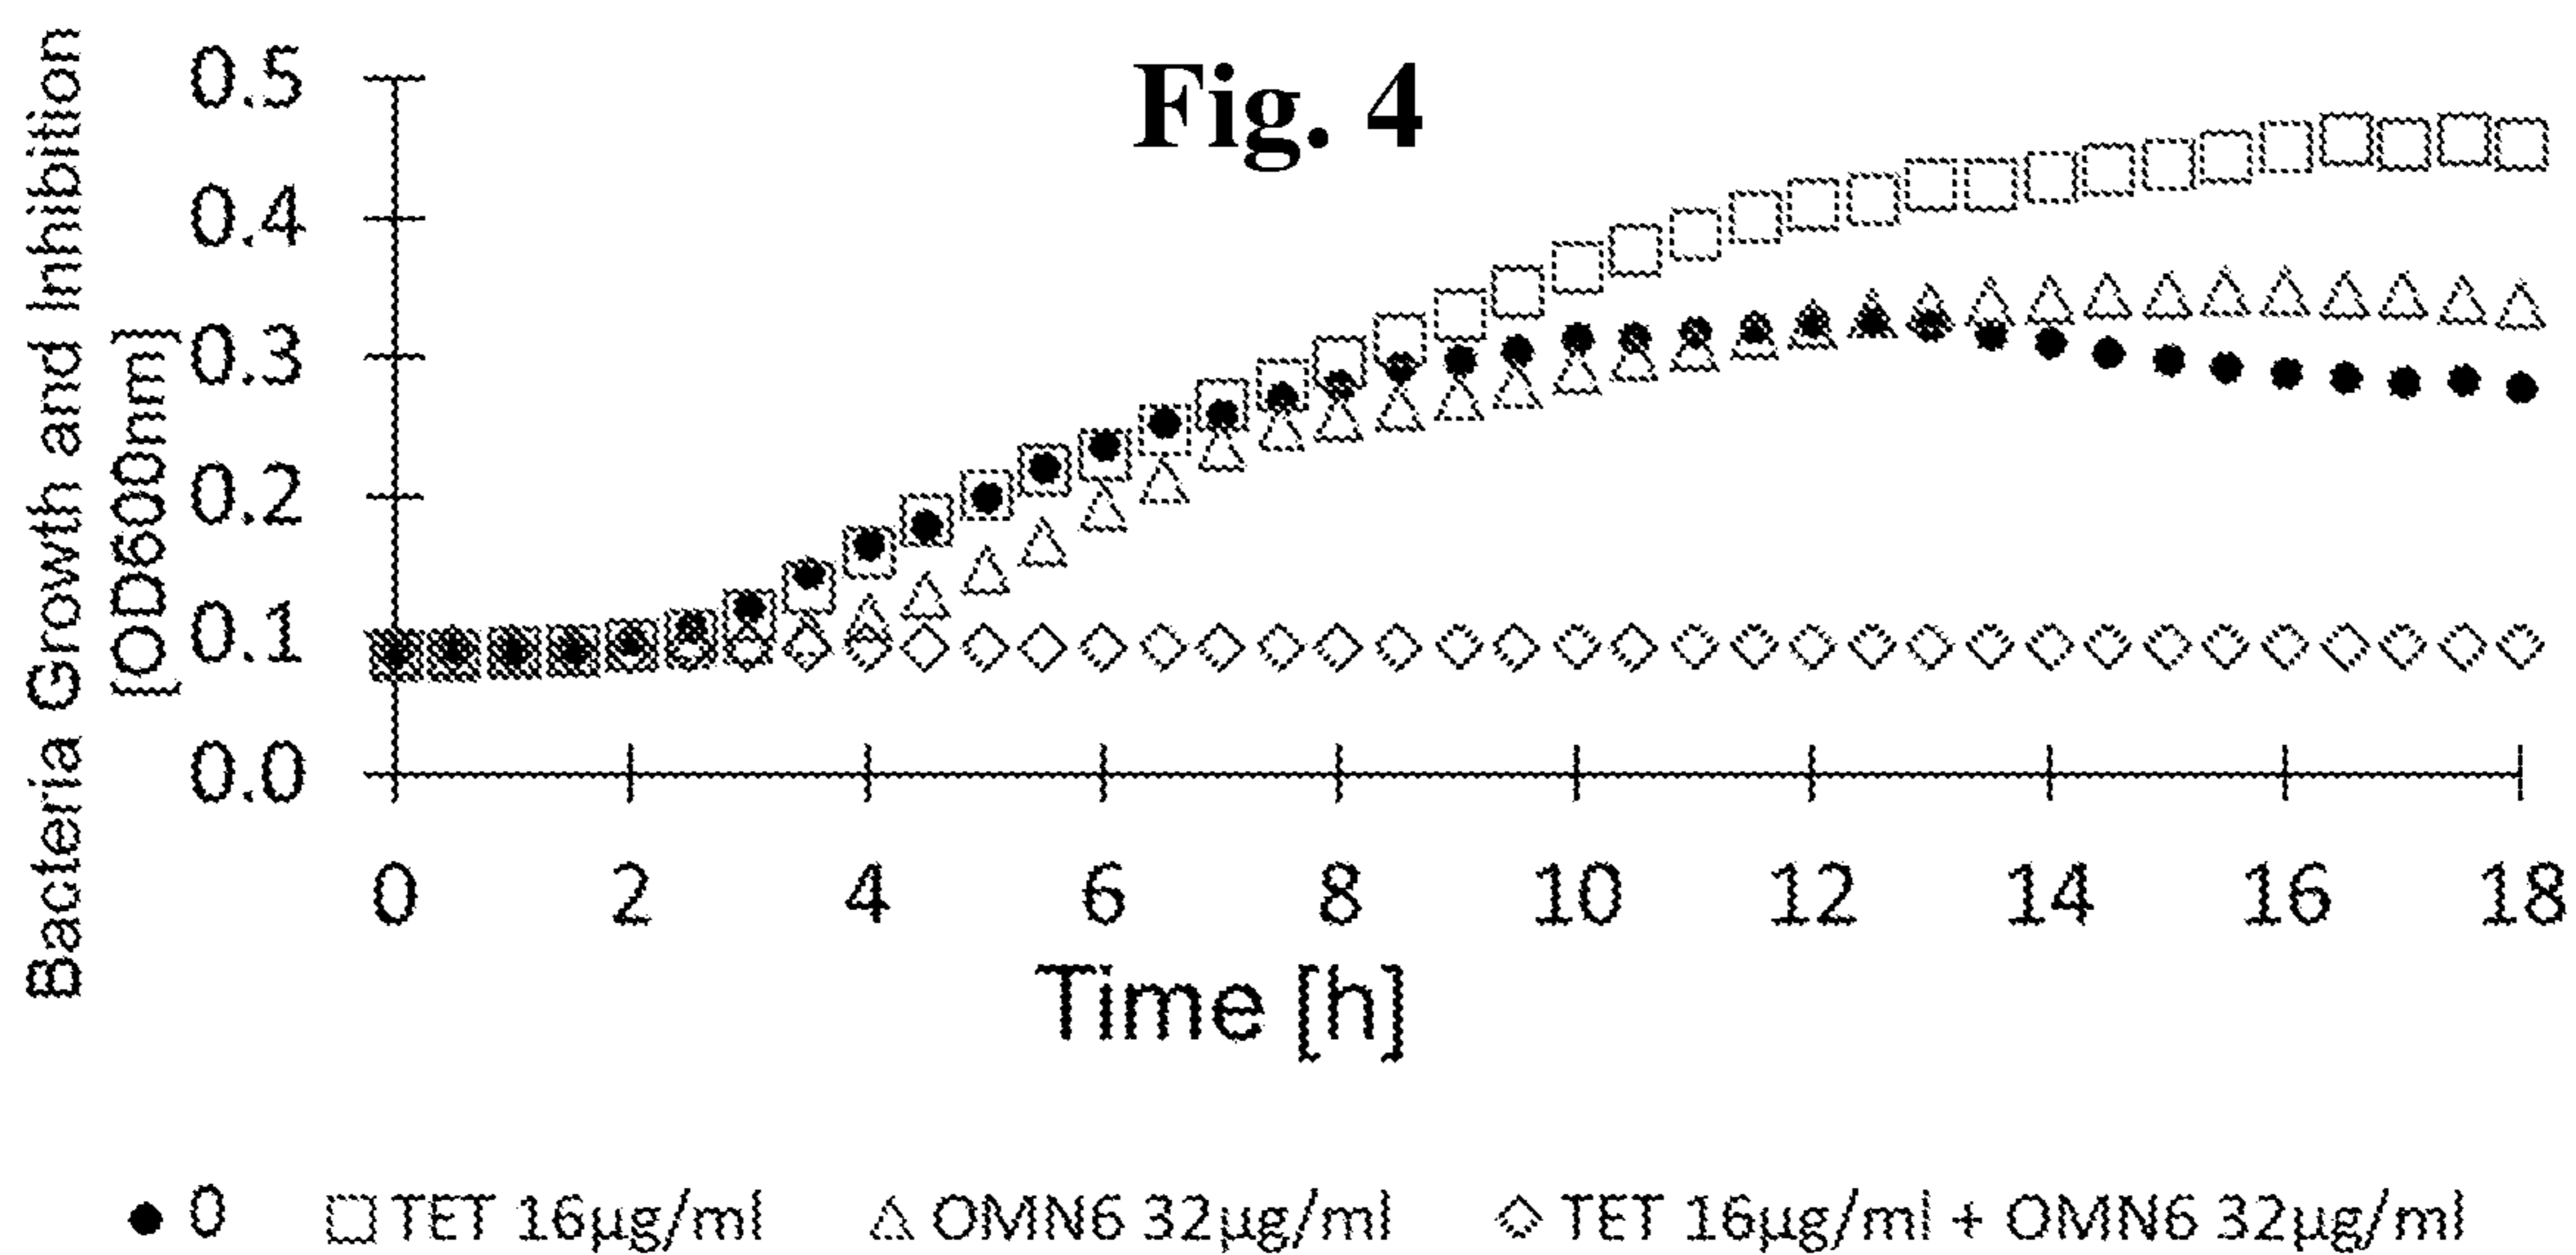 Fig. 4
Bacteria Growth and Inhibition
[OD600nm]
0.5
0.4
0.3
0.2
0.1
0.0
0 2 4 6 8 10 12 14 16 18
Time [h]
0 TET 16µg/ml OMN6 32µg/ml TET 16µg/ml + OMN6 32µg/ml